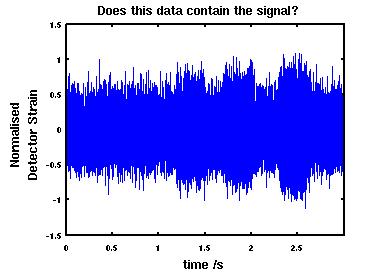 Does this data contain the signal?
1.5
1
0.5
0
-0.5
-1
-1.5
Normalised
Detector Strain
0 0.5 1 1.5 2 2.5
time /s